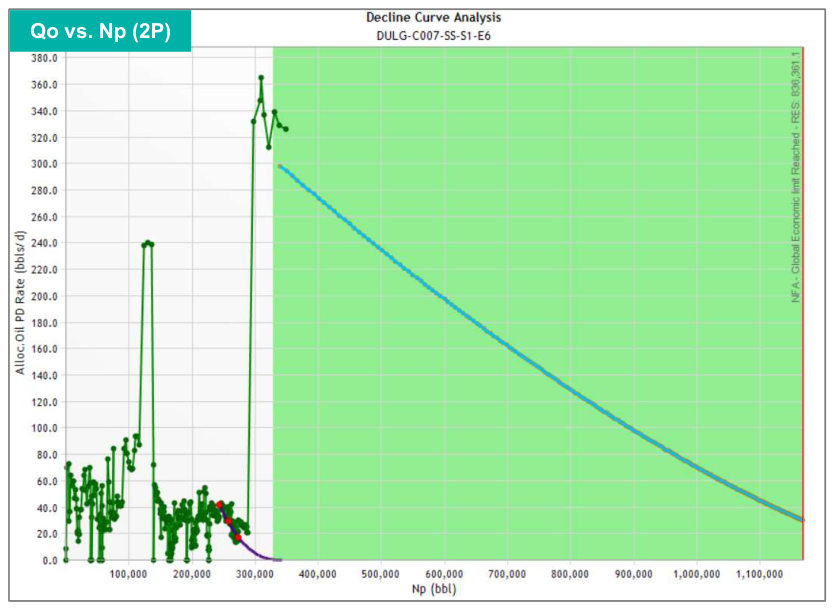 Qo vs. Np (2P)
Decline Curve Analysis
DULG-C007-SS-S1-E6
380.0
360.0
340.0
320.0
300.0
280.0
260.0
240.0
220.0
200.0
180.0
160.0
140.0
120.0
100.0
80.0
60.0
40.0
20.0
0.0
Alloc.Oil PD Rate (bbls/d)
NFA - Global Economic limit Reached - RES: 836,361.1
100,000 200,000 300,000 400,000 500,000 600,000 700,000 800,000 900,000 1,000,000 1,100,000
Np (bbl)